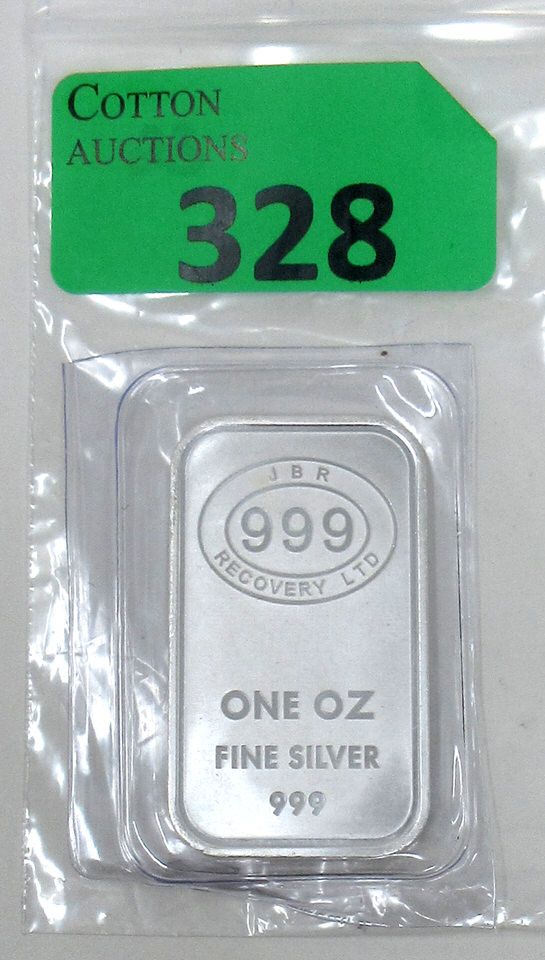 COTTON
AUCTIONS
328
JBR
999
RECOVERY LTD
ONE OZ
FINE SILVER
999